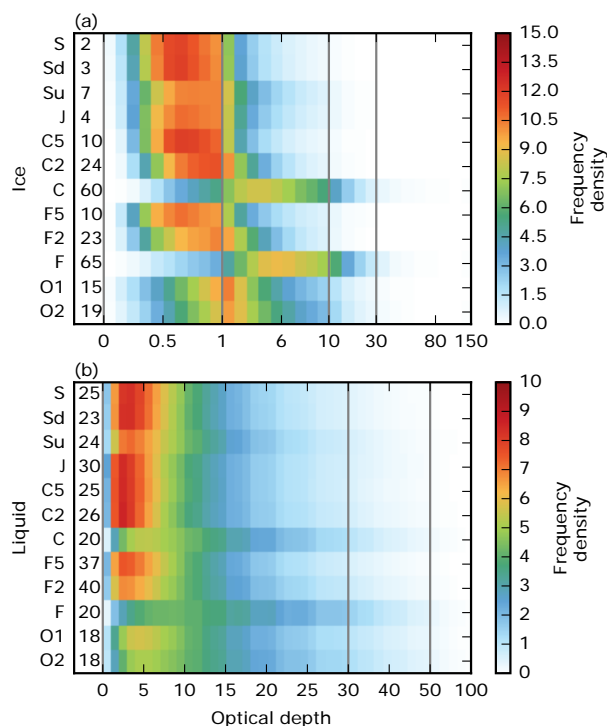 (a)
S 2
Sd 3
Su 7
J 4
C5 10
C2 24
C 60
F5 10
F2 23
F 65
O1 15
O2 19
Ice
0 0.5 1 6 10 30 80 150
15.0
13.5
12.0
10.5
9.0
7.5
6.0
4.5
3.0
1.5
0.0
Frequency
density
(b)
S 25
Sd 23
Su 24
J 30
C5 25
C2 26
C 20
F5 37
F2 40
F 20
O1 18
O2 18
Liquid
0 5 10 15 20 25 30 40 50 100
Optical depth
10
9
8
7
6
5
4
3
2
1
0
Frequency
density